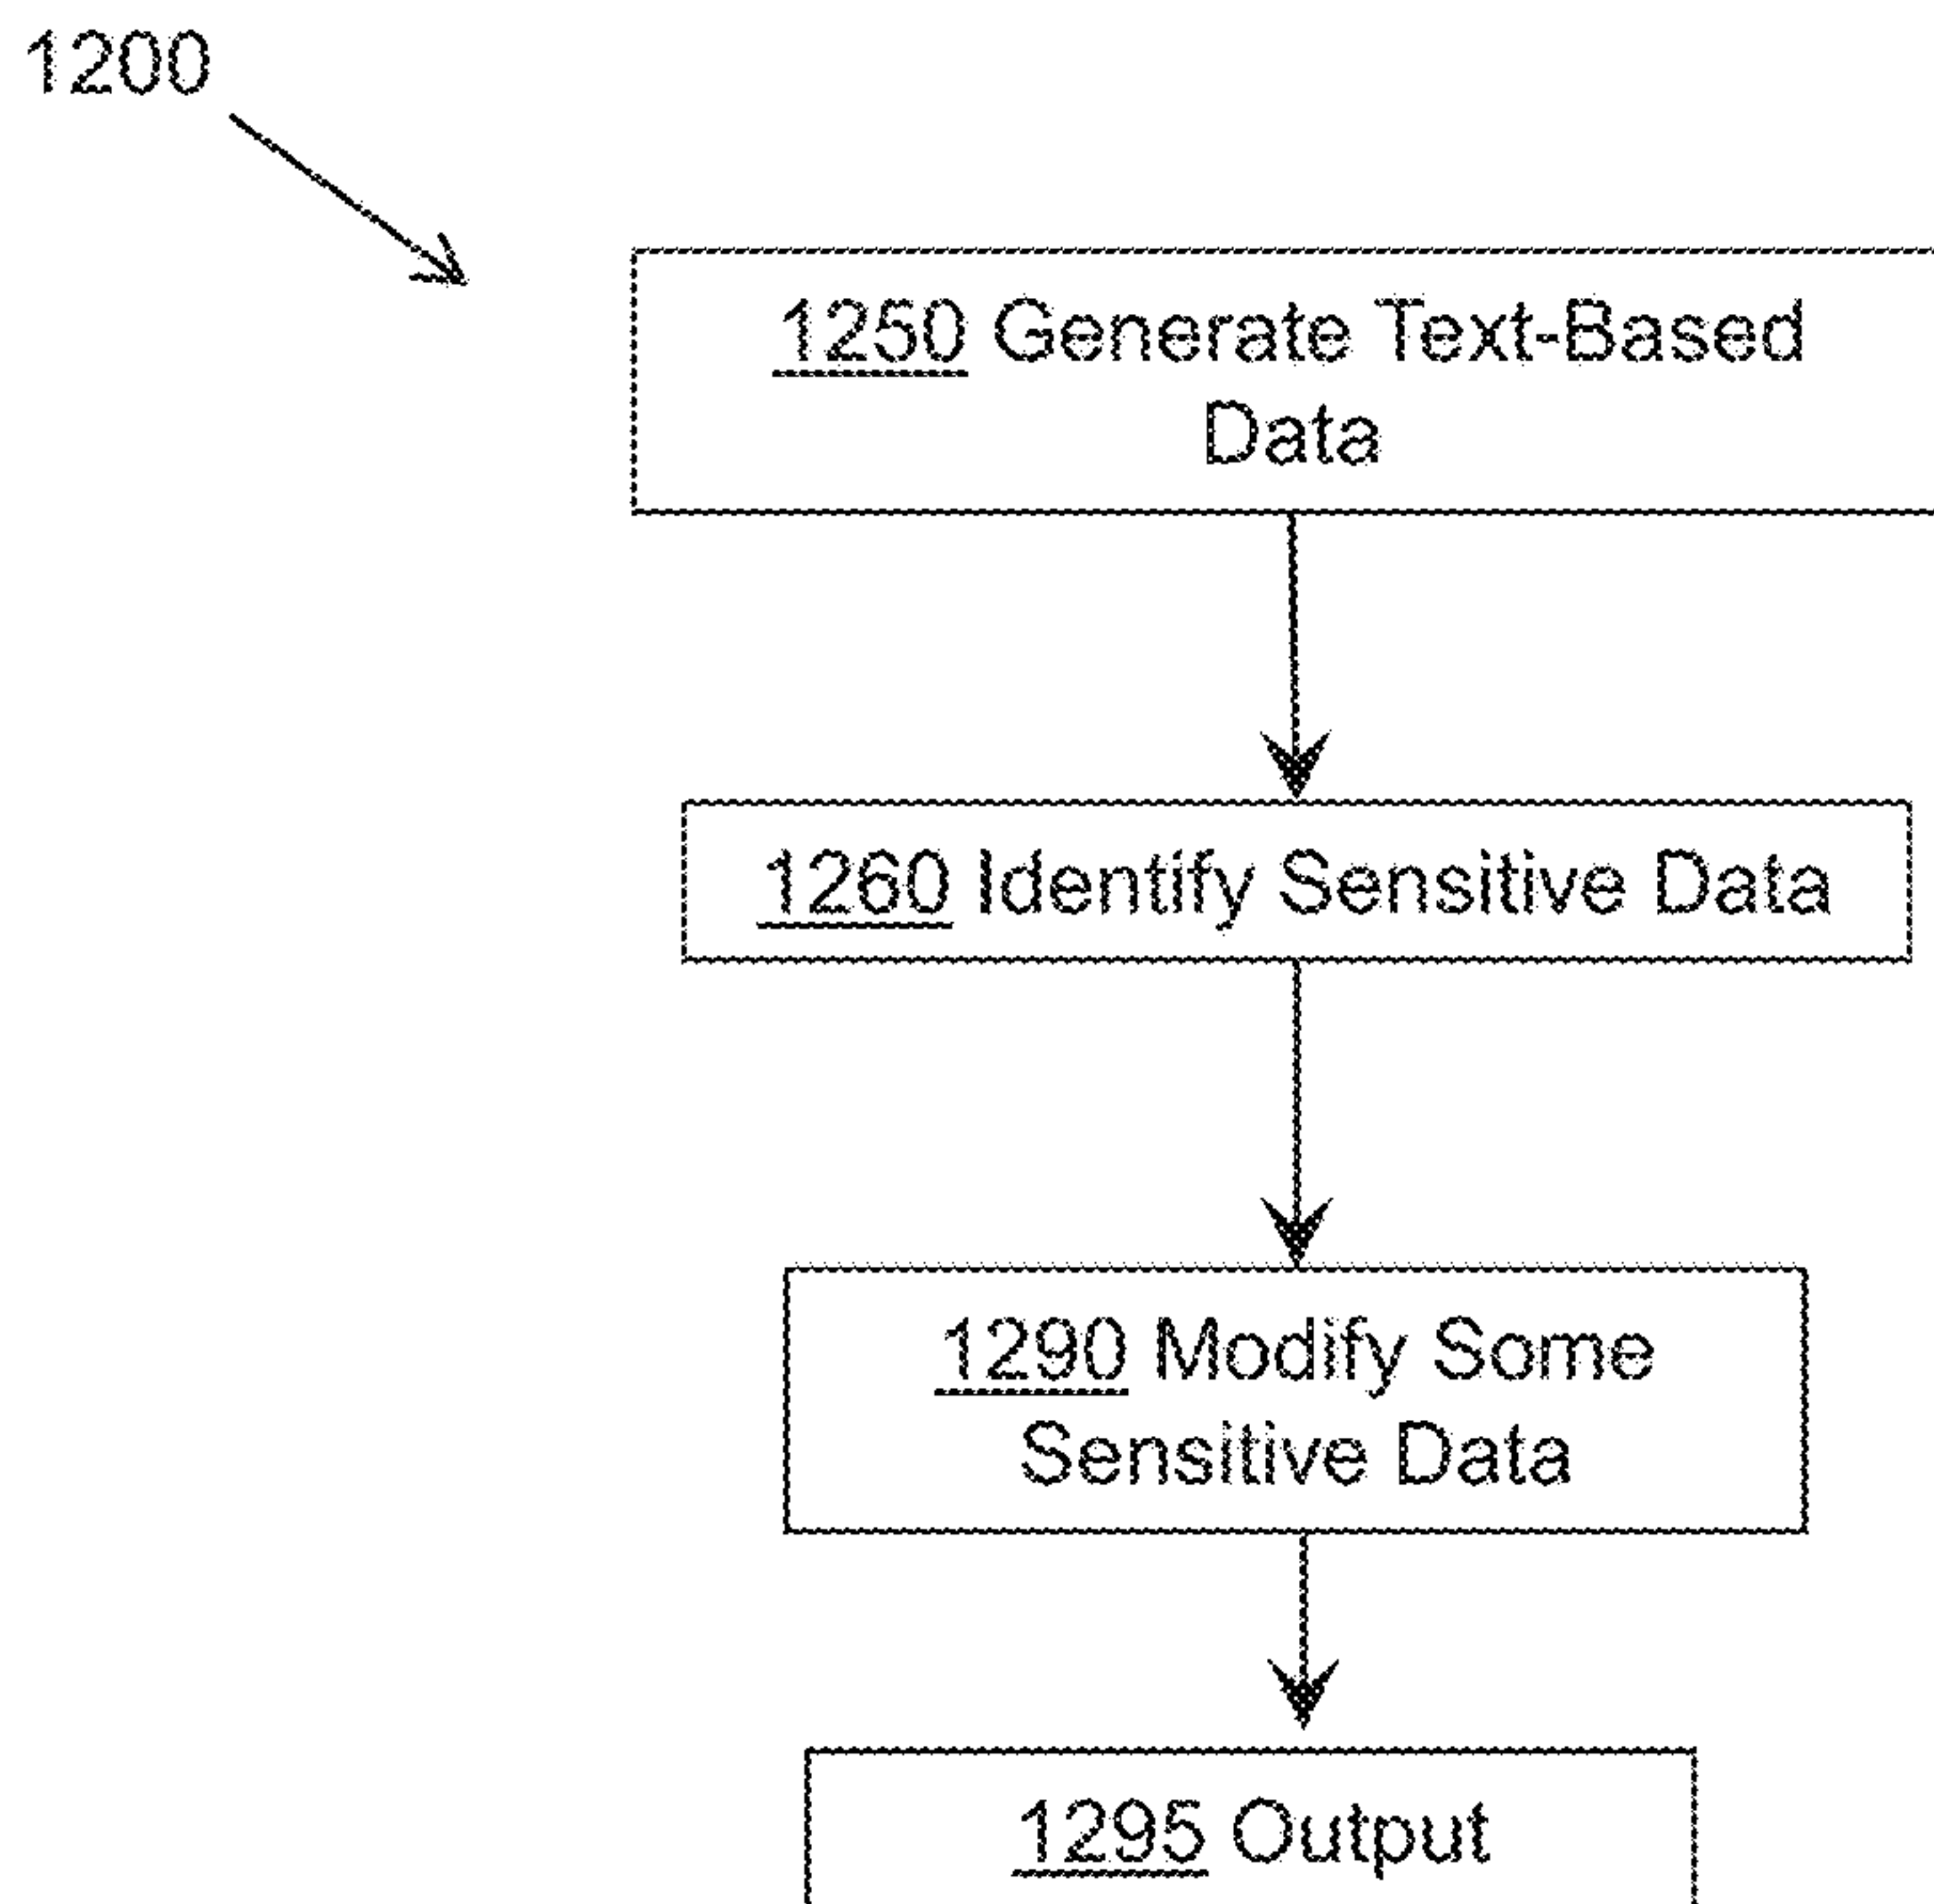 1200
1250 Generate Text-Based
Data
1260 Identify Sensitive Data
1290 Modify Some
Sensitive Data
1295 Output